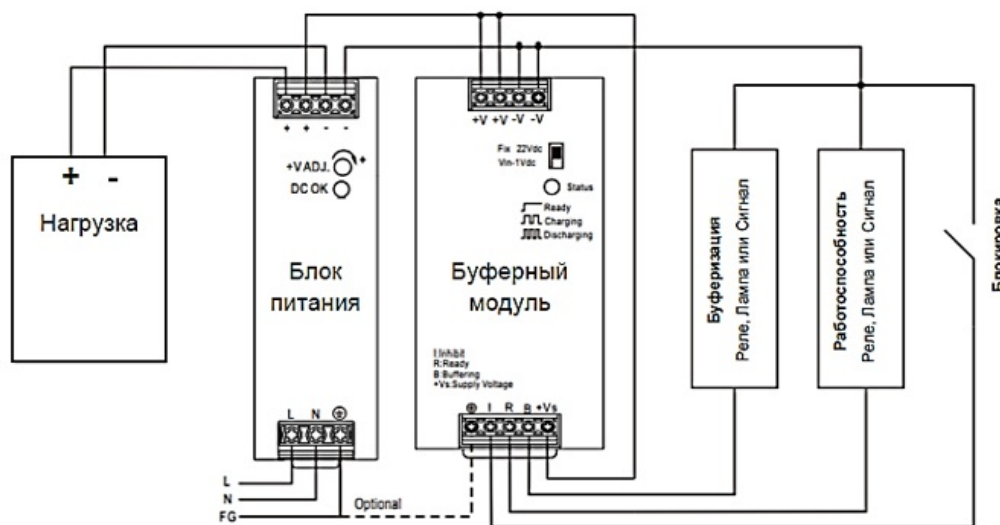 + -
Нагрузка
+ + - -
+V ADJ. +
DC OK
Блок
питания
L N
L
N
FG
Optional
+V +V -V -V
Fix 22Vdc
Vin-1Vdc
Status
Ready
Charging
Discharging
Буферный
модуль
I:Inhibit
R:Ready
B:Buffering
+Vs:Supply Voltage
I R B +Vs
Буферизация
Реле, Лампа или Сигнал
Работоспособность
Реле, Лампа или Сигнал
Блокировка